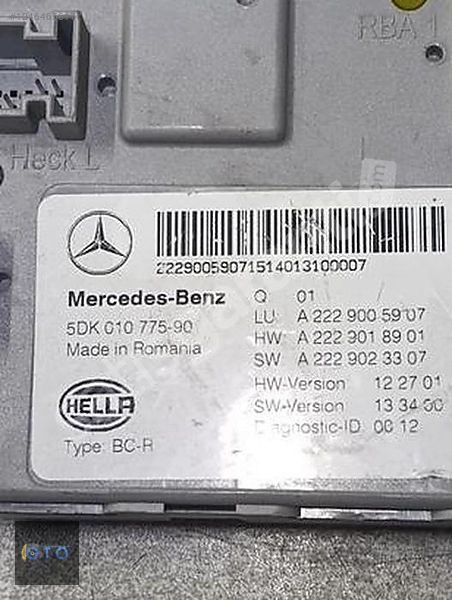 RBA 1
Heck L
2229005907151401310 0007
Mercedes-Benz
Q 01
5DK 010 775-90
LU A 222 900 59 07
Made in Romania
HW A 222 901 89 01
SW A 222 902 33 07
HW-Version 12 27 01
HELLA
SW-Version 13 34 00
Type: BC-R
Diagnostic-ID 00 12
OTO